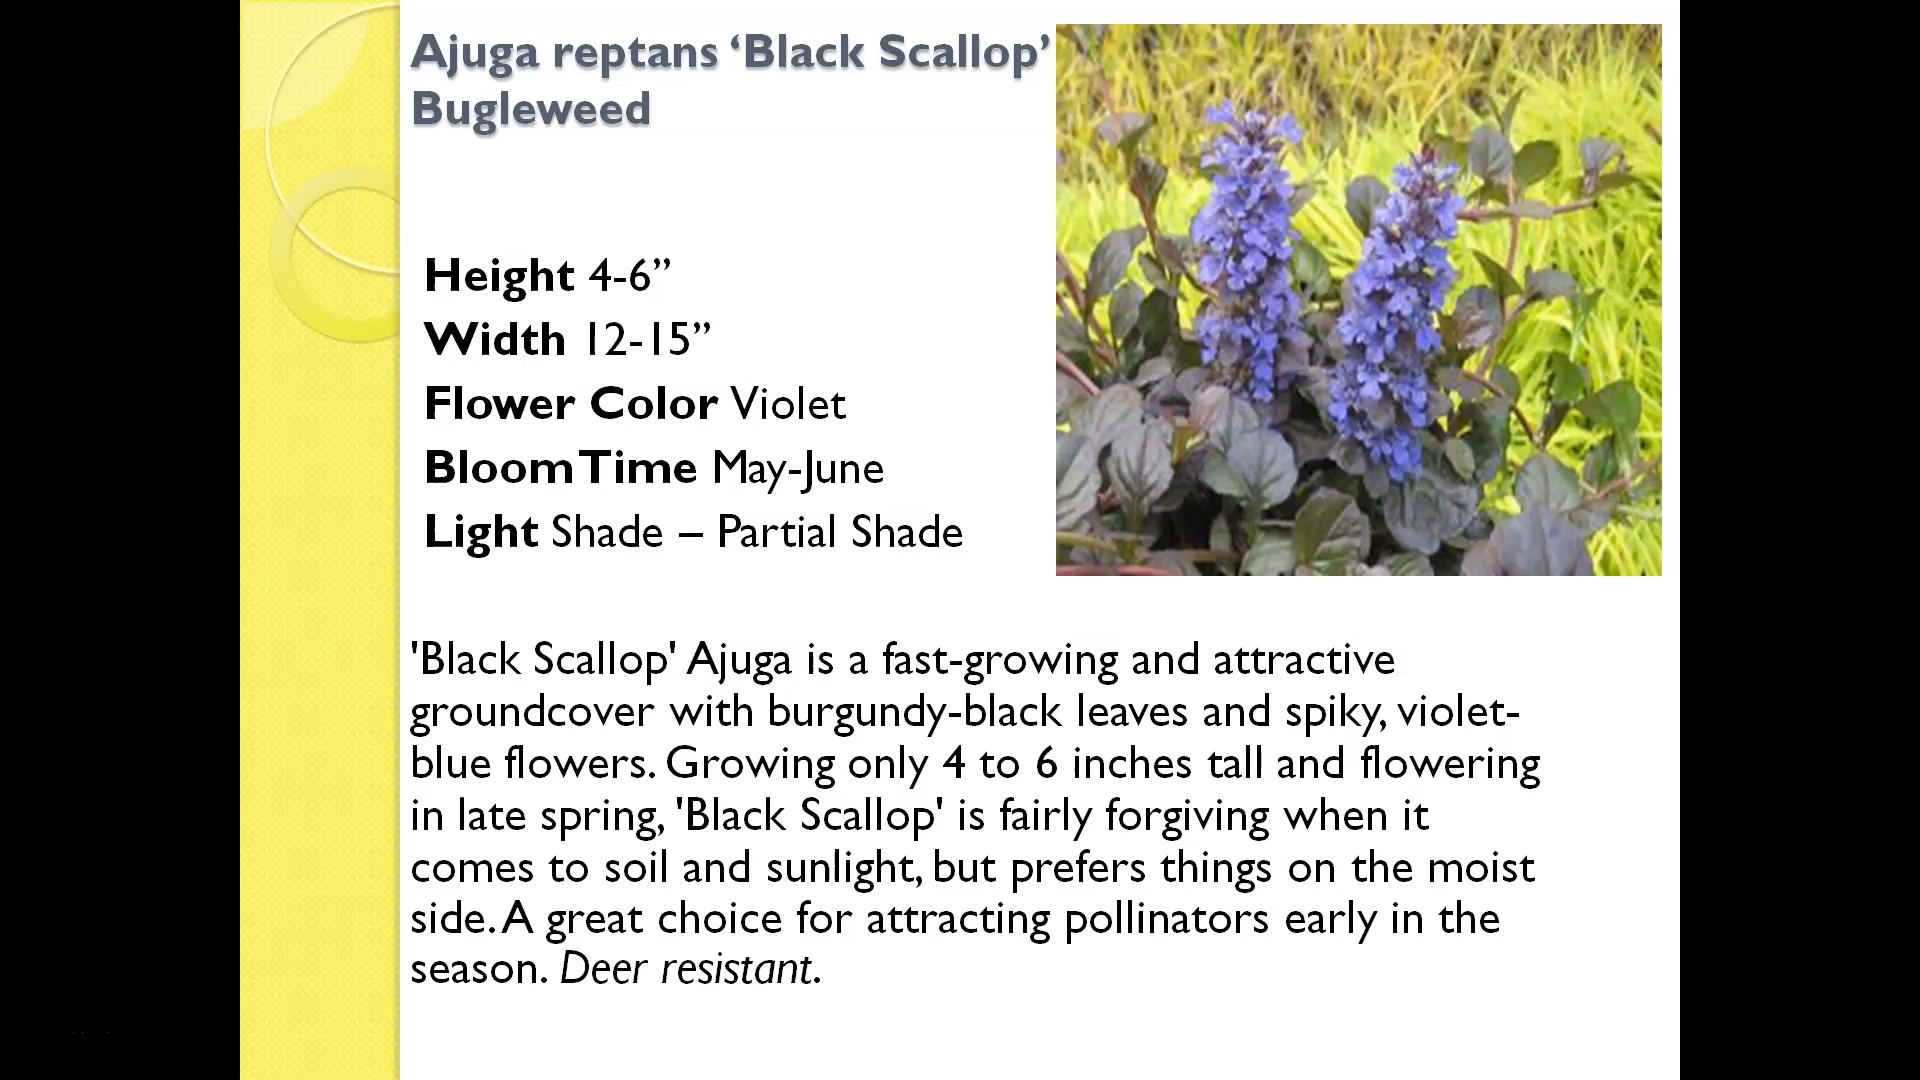 Ajuga reptans ‘Black Scallop’
Bugleweed
Height 4-6”
Width 12-15”
Flower Color Violet
Bloom Time May-June
Light Shade – Partial Shade
'Black Scallop' Ajuga is a fast-growing and attractive
groundcover with burgundy-black leaves and spiky, violet-
blue flowers. Growing only 4 to 6 inches tall and flowering
in late spring, 'Black Scallop' is fairly forgiving when it
comes to soil and sunlight, but prefers things on the moist
side. A great choice for attracting pollinators early in the
season. Deer resistant.